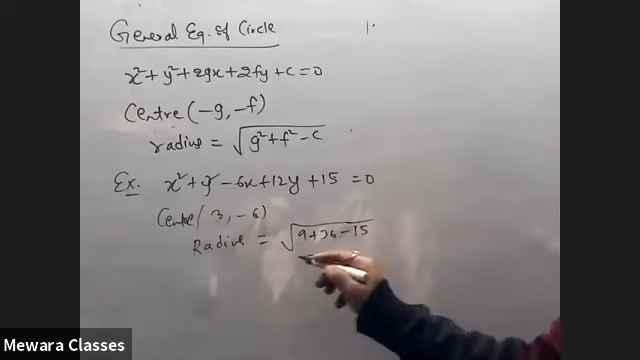 General Eq. of Circle
x²+y²+2gx+2fy+c=0
Centre (-g, -f)
radius = √g²+f²-c
Ex. x²+y²-6x+12y+15=0
Centre (3, -6)
Radius = √9+36-15
Mewara Classes